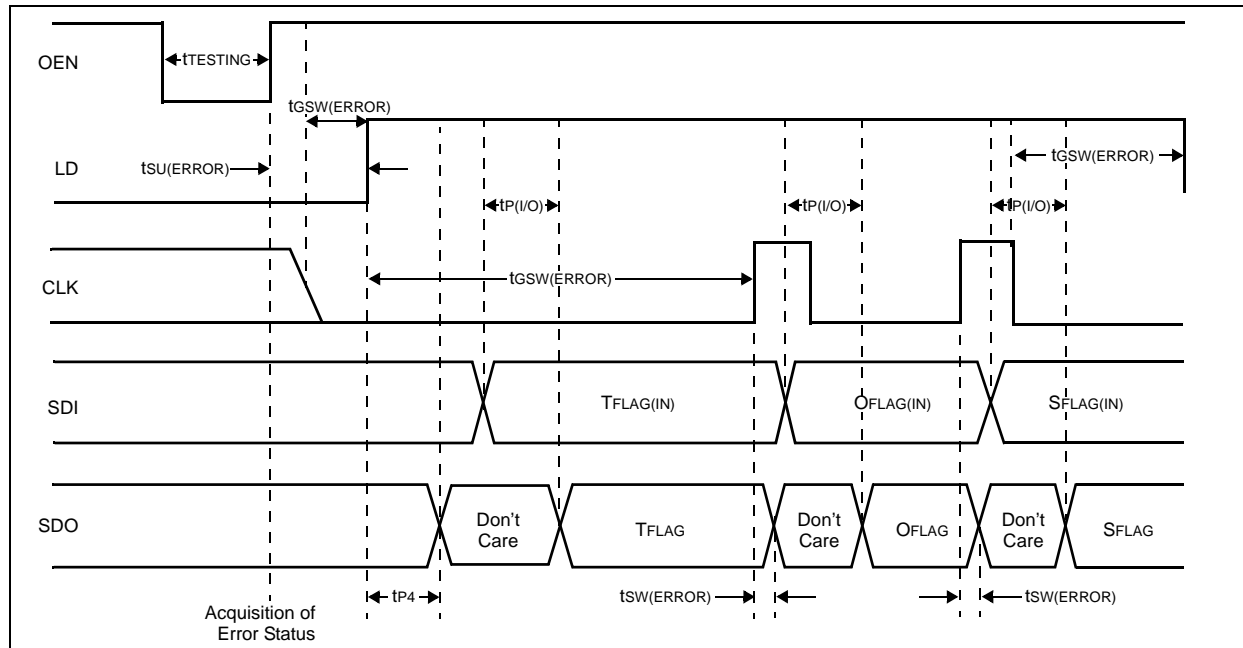 OEN
tTESTING
tGSW(ERROR)
LD
tSU(ERROR)
tGSW(ERROR)
tP(I/O)
tP(I/O)
tP(I/O)
CLK
tGSW(ERROR)
SDI
TFLAG(IN)
OFLAG(IN)
SFLAG(IN)
SDO
Don't
Care
TFLAG
Don't
Care
OFLAG
Don't
Care
SFLAG
tP4
tSW(ERROR)
tSW(ERROR)
Acquisition of
Error Status